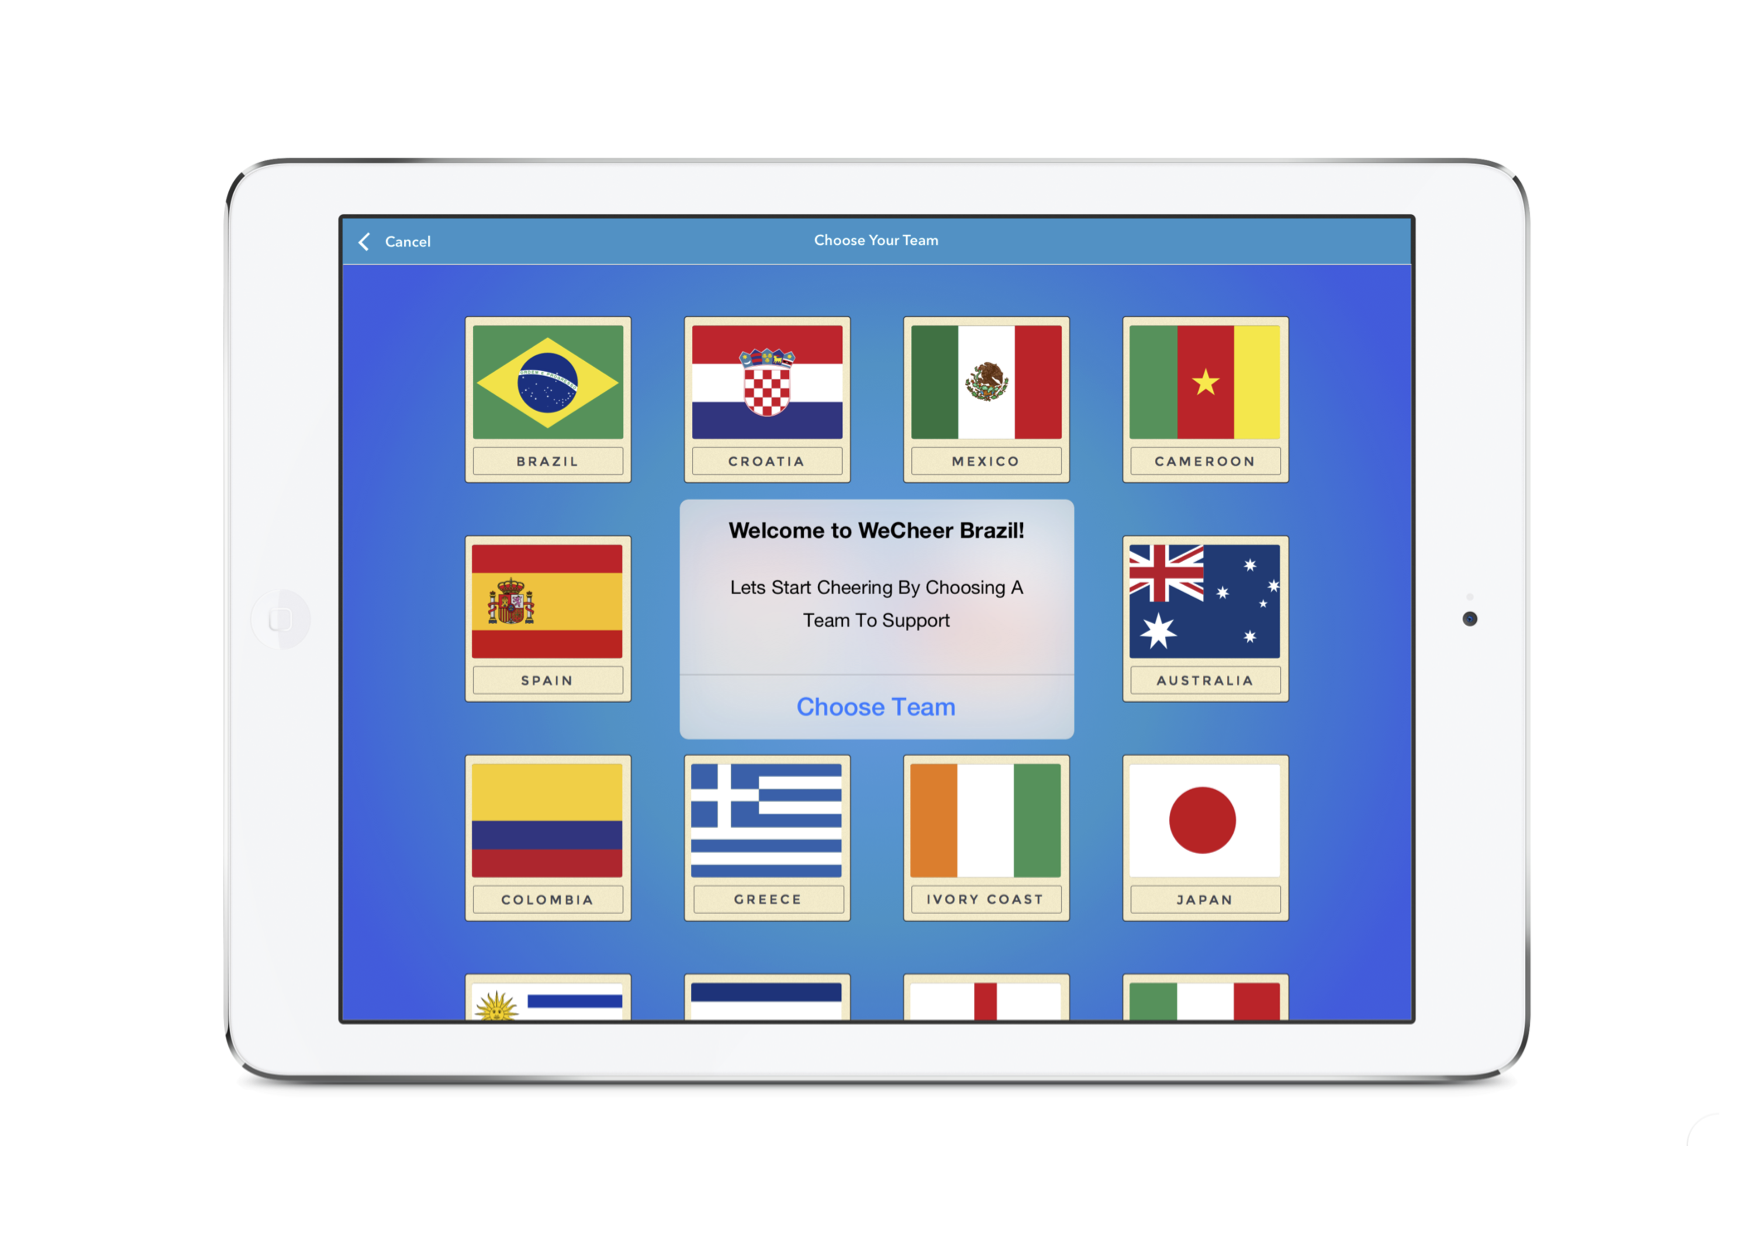 Cancel
Choose Your Team
BRAZIL
CROATIA
MEXICO
CAMEROON
Welcome to WeCheer Brazil!
Lets Start Cheering By Choosing A
Team To Support
Choose Team
SPAIN
AUSTRALIA
COLOMBIA
GREECE
IVORY COAST
JAPAN